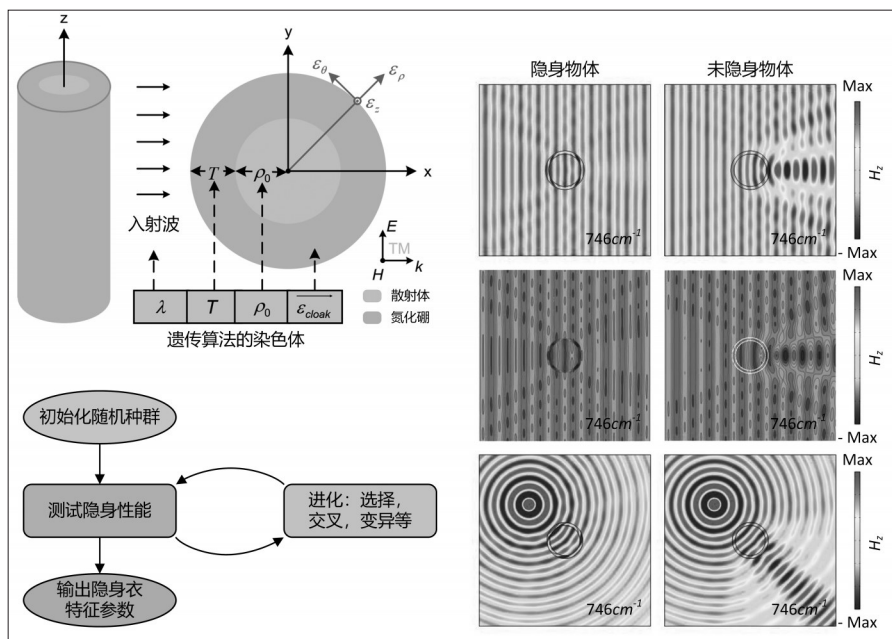 z
y
ε_θ
ε_ρ
ε_z
T
ρ_0
x
入射波
E
TM
H
k
λ
T
ρ_0
ε_cloak
散射体
氮化硼
遗传算法的染色体
初始化随机种群
测试隐身性能
进化：选择，
交叉，变异等
输出隐身衣
特征参数
隐身物体
未隐身物体
Max
H_z
- Max
746cm^-1
746cm^-1
Max
H_z
- Max
746cm^-1
746cm^-1
Max
H_z
- Max
746cm^-1
746cm^-1